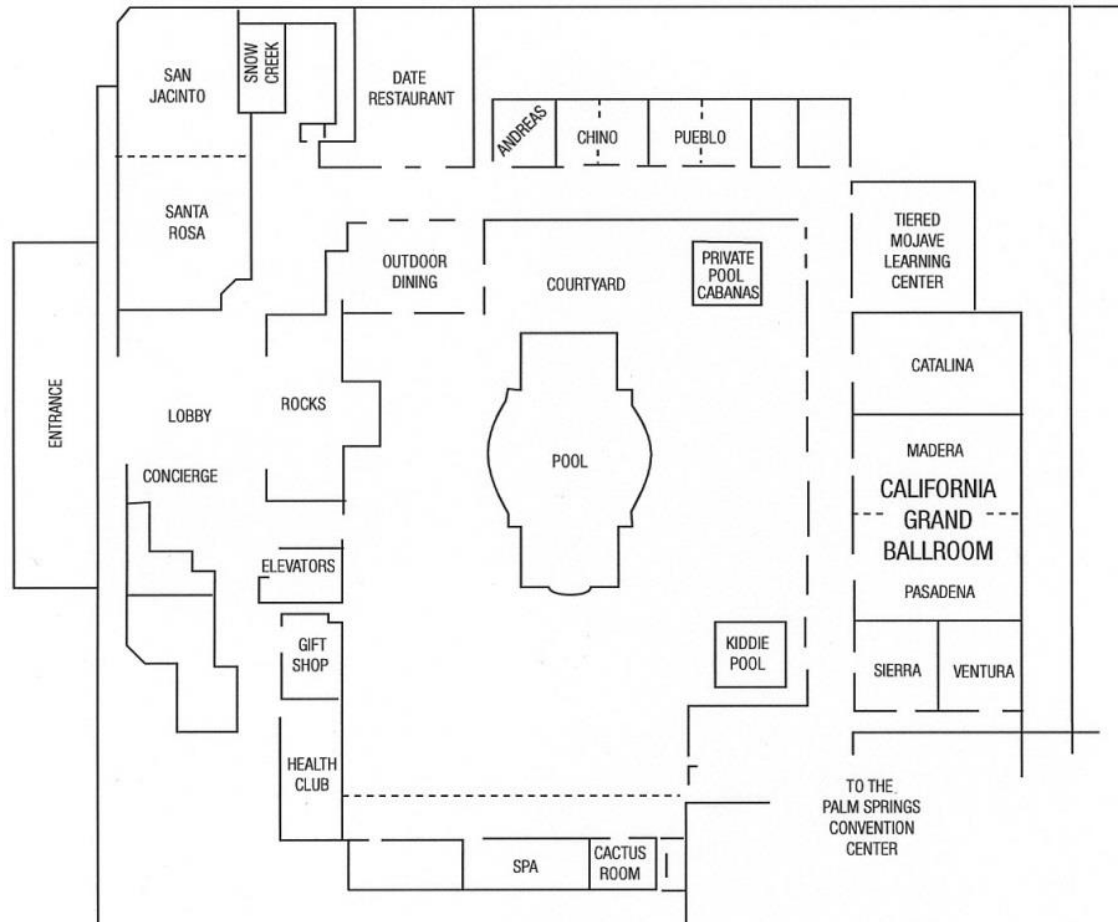 SAN
JACINTO
SNOW
CREEK
DATE
RESTAURANT
ANDREAS
CHINO
PUEBLO
SANTA
ROSA
OUTDOOR
DINING
COURTYARD
PRIVATE
POOL
CABANAS
TIERED
MOJAVE
LEARNING
CENTER
ENTRANCE
LOBBY
CONCIERGE
ROCKS
POOL
CATALINA
MADERA
CALIFORNIA
GRAND
BALLROOM
PASADENA
ELEVATORS
GIFT
SHOP
KIDDIE
POOL
SIERRA
VENTURA
HEALTH
CLUB
TO THE
PALM SPRINGS
CONVENTION
CENTER
SPA
CACTUS
ROOM